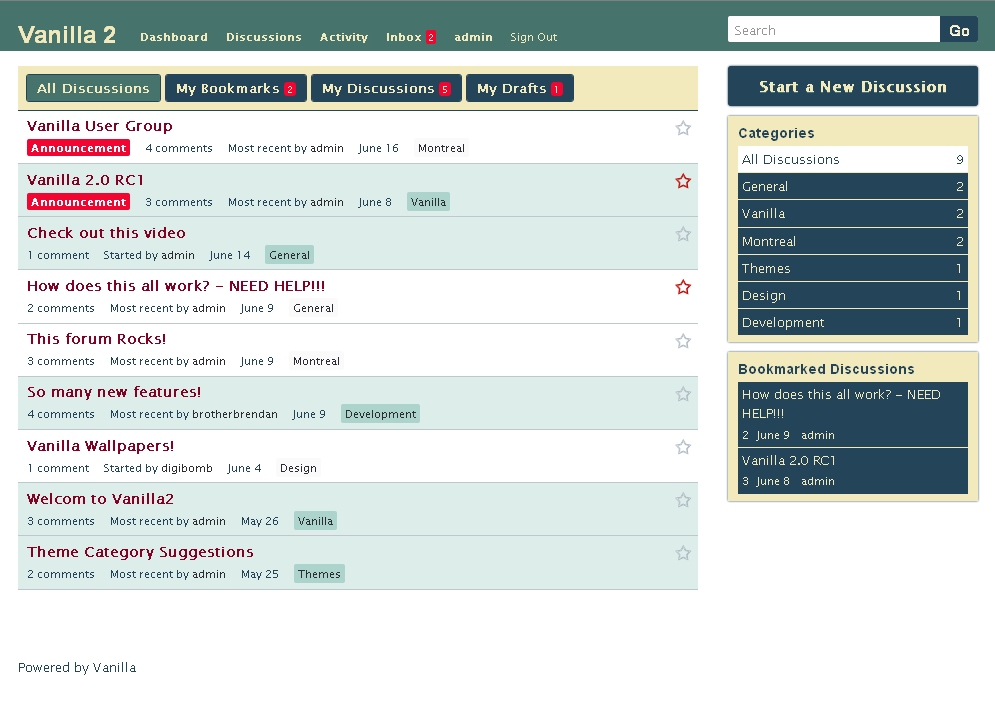 Vanilla 2 Dashboard Discussions Activity Inbox 2 admin Sign Out Search Go
All Discussions My Bookmarks 2 My Discussions 5 My Drafts 1
Vanilla User Group
Announcement 4 comments Most recent by admin June 16 Montreal
Vanilla 2.0 RC1
Announcement 3 comments Most recent by admin June 8 Vanilla
Check out this video
1 comment Started by admin June 14 General
How does this all work? - NEED HELP!!!
2 comments Most recent by admin June 9 General
This forum Rocks!
3 comments Most recent by admin June 9 Montreal
So many new features!
4 comments Most recent by brotherbrendan June 9 Development
Vanilla Wallpapers!
1 comment Started by digibomb June 4 Design
Welcom to Vanilla2
3 comments Most recent by admin May 26 Vanilla
Theme Category Suggestions
2 comments Most recent by admin May 25 Themes
Start a New Discussion
Categories
All Discussions 9
General 2
Vanilla 2
Montreal 2
Themes 1
Design 1
Development 1
Bookmarked Discussions
How does this all work? - NEED
HELP!!!
2 June 9 admin
Vanilla 2.0 RC1
3 June 8 admin
Powered by Vanilla